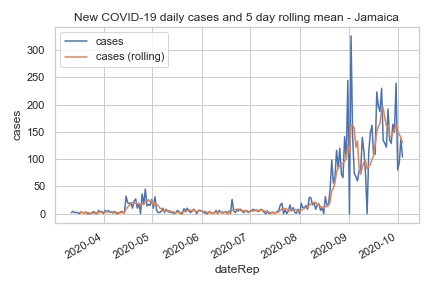 New COVID-19 daily cases and 5 day rolling mean - Jamaica
cases
cases (rolling)
300
250
200
150
100
50
0
cases
2020-04
2020-05
2020-06
2020-07
2020-08
2020-09
2020-10
dateRep